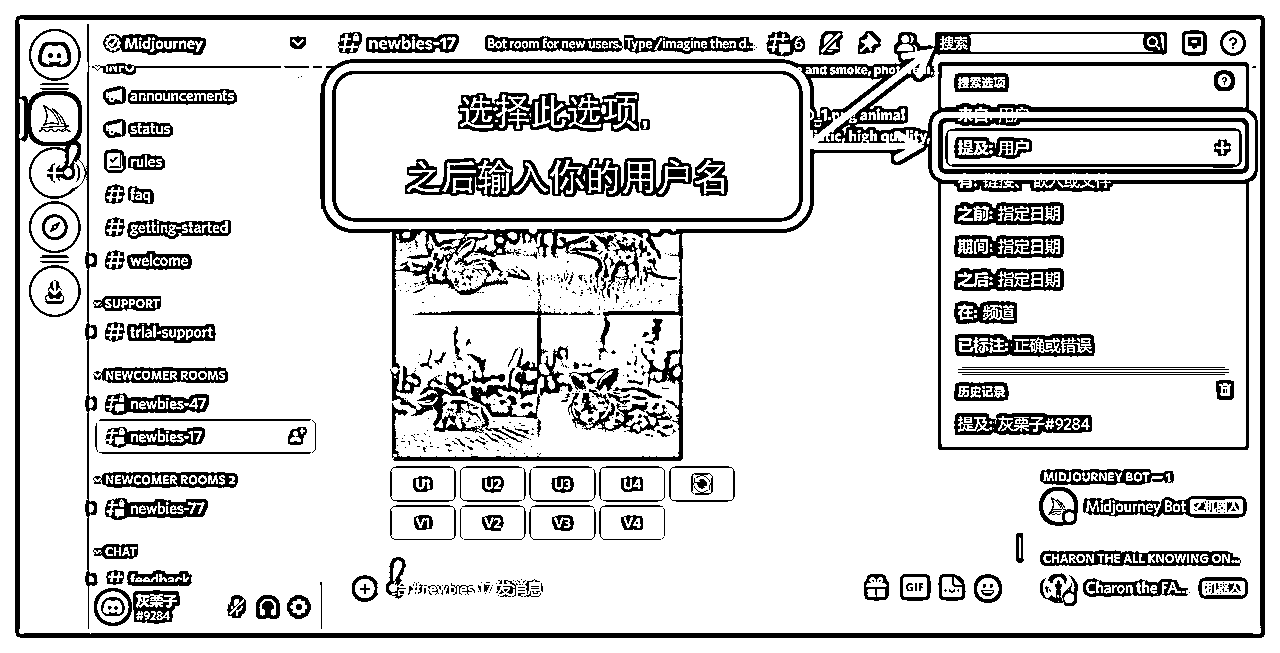 Midjourney
newbies-17
Bot room for new users. Type /imagine then d...
6
搜索
INFO
announcements
status
rules
faq
getting-started
welcome
SUPPORT
trial-support
NEWCOMER ROOMS
newbies-47
newbies-17
NEWCOMER ROOMS 2
newbies-77
CHAT
feedback
灰栗子
#9284
选择此选项,
之后输入你的用户名
and smoke, photoreal
_1.png animal
istic, high quality,
U1 U2 U3 U4
V1 V2 V3 V4
#newbies-17 发消息
GIF
搜索选项
来自: 用户
提及: 用户
有: 链接、嵌入或文件
之前: 指定日期
期间: 指定日期
之后: 指定日期
在: 频道
已标注: 正确或错误
历史记录
提及: 灰栗子#9284
MIDJOURNEY BOT — 1
Midjourney Bot 机器人
CHARON THE ALL KNOWING ON...
Charon the FA... 机器人